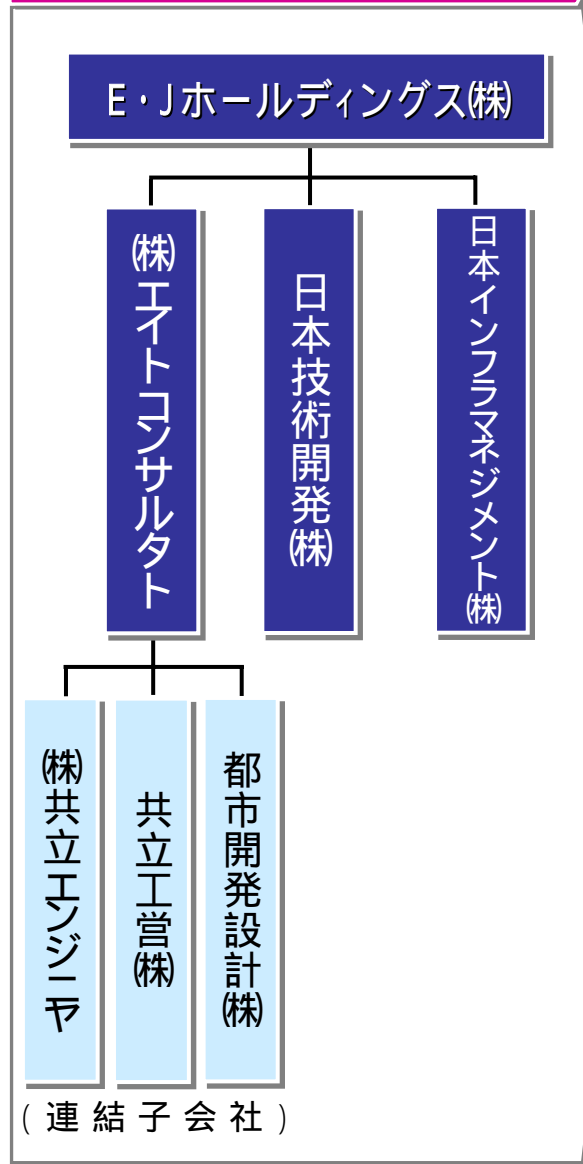 E・Jホールディングス㈱
㈱エイトコンサルタト
日本技術開発㈱
日本インフラマネジメント㈱
㈱共立エンジニヤ
共立工営㈱
都市開発設計㈱
(連結子会社)